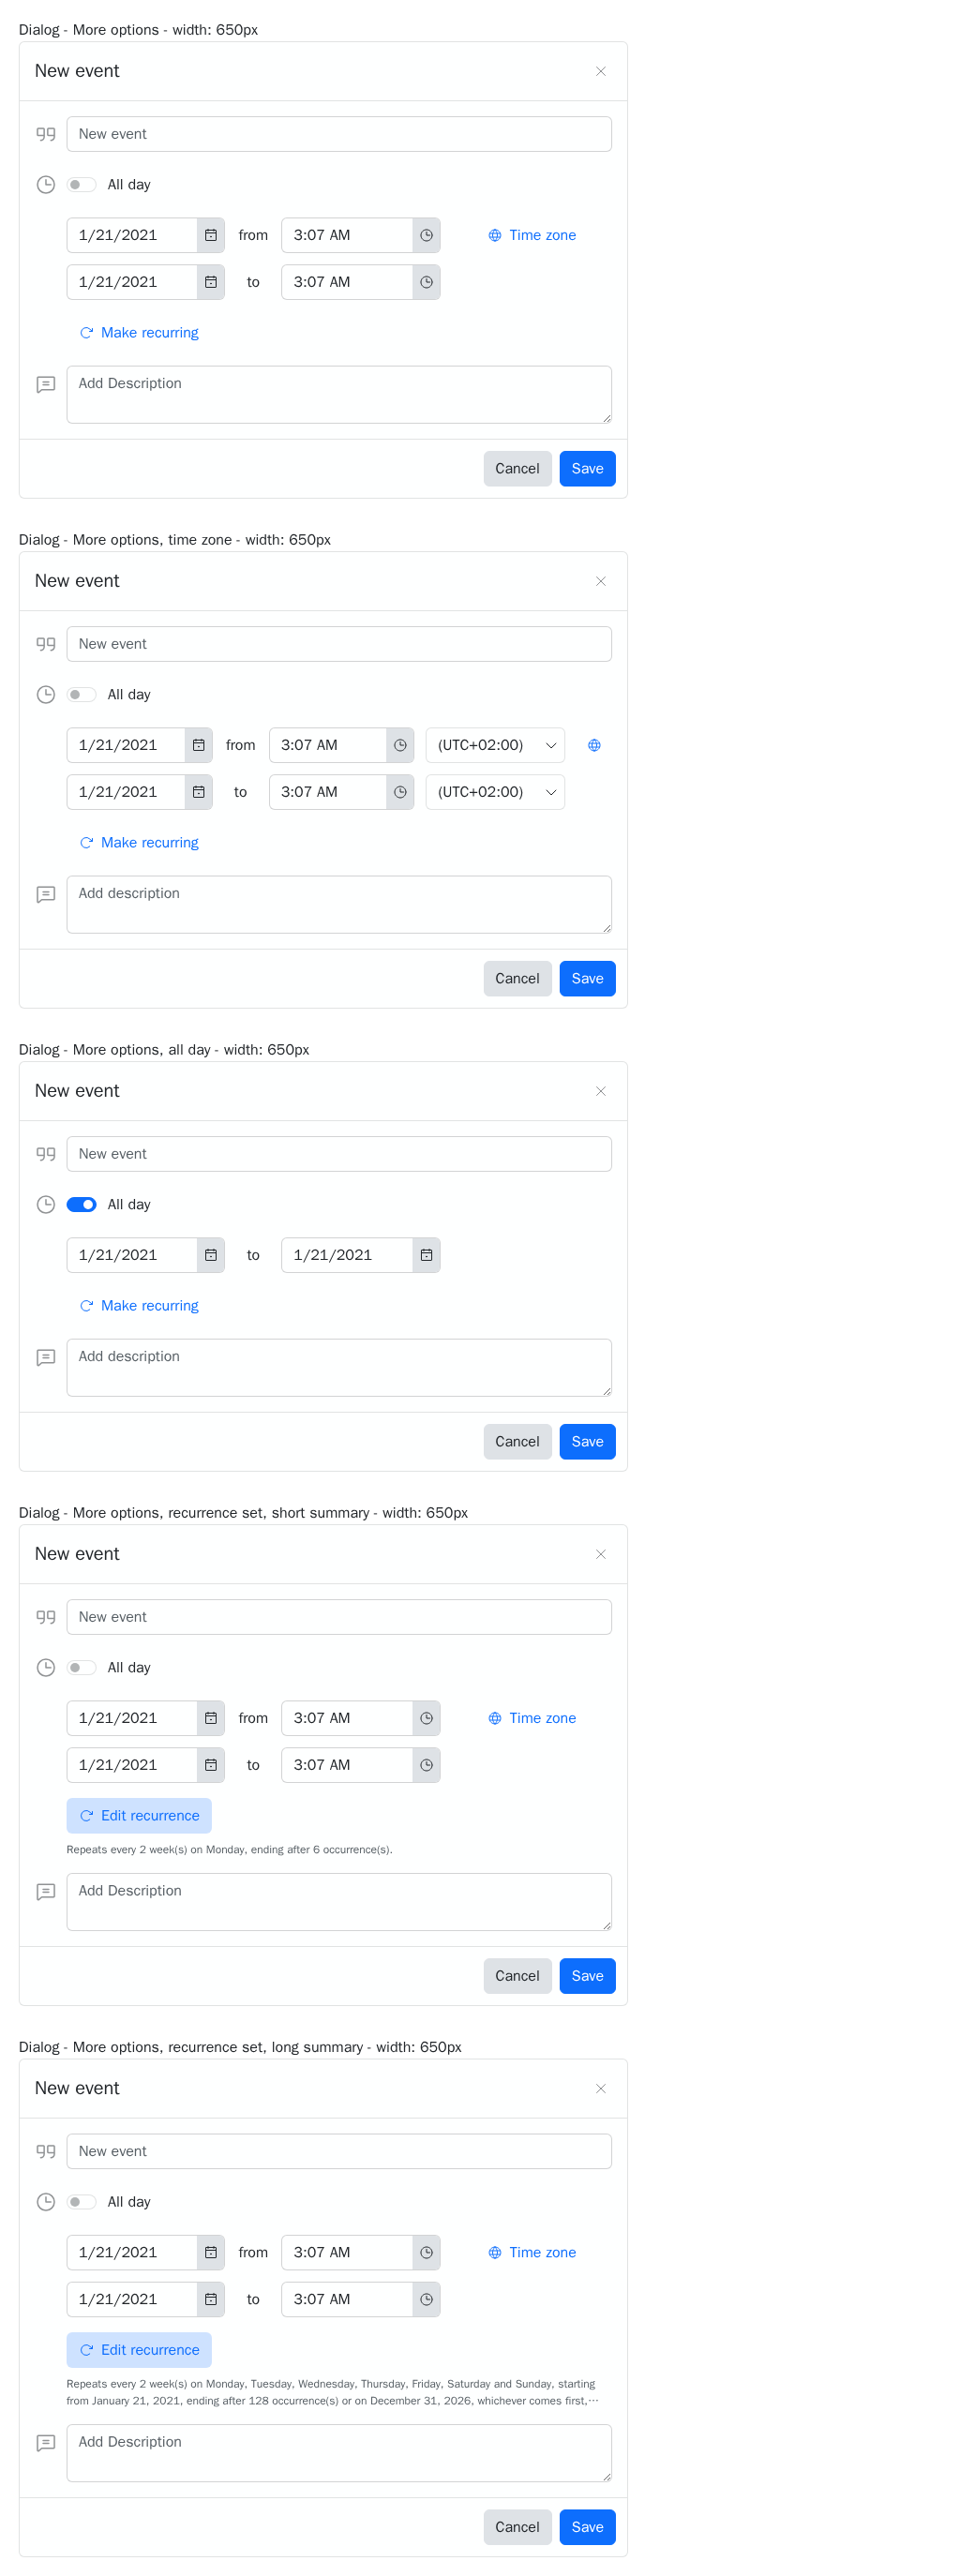 Dialog - More options - width: 650px
New event
New event
All day
1/21/2021 from 3:07 AM Time zone
1/21/2021 to 3:07 AM
Make recurring
Add Description
Cancel Save
Dialog - More options, time zone - width: 650px
New event
New event
All day
1/21/2021 from 3:07 AM (UTC+02:00)
1/21/2021 to 3:07 AM (UTC+02:00)
Make recurring
Add description
Cancel Save
Dialog - More options, all day - width: 650px
New event
New event
All day
1/21/2021 to 1/21/2021
Make recurring
Add description
Cancel Save
Dialog - More options, recurrence set, short summary - width: 650px
New event
New event
All day
1/21/2021 from 3:07 AM Time zone
1/21/2021 to 3:07 AM
Edit recurrence
Repeats every 2 week(s) on Monday, ending after 6 occurrence(s).
Add Description
Cancel Save
Dialog - More options, recurrence set, long summary - width: 650px
New event
New event
All day
1/21/2021 from 3:07 AM Time zone
1/21/2021 to 3:07 AM
Edit recurrence
Repeats every 2 week(s) on Monday, Tuesday, Wednesday, Thursday, Friday, Saturday and Sunday, starting
from January 21, 2021, ending after 128 occurrence(s) or on December 31, 2026, whichever comes first,…
Add Description
Cancel Save